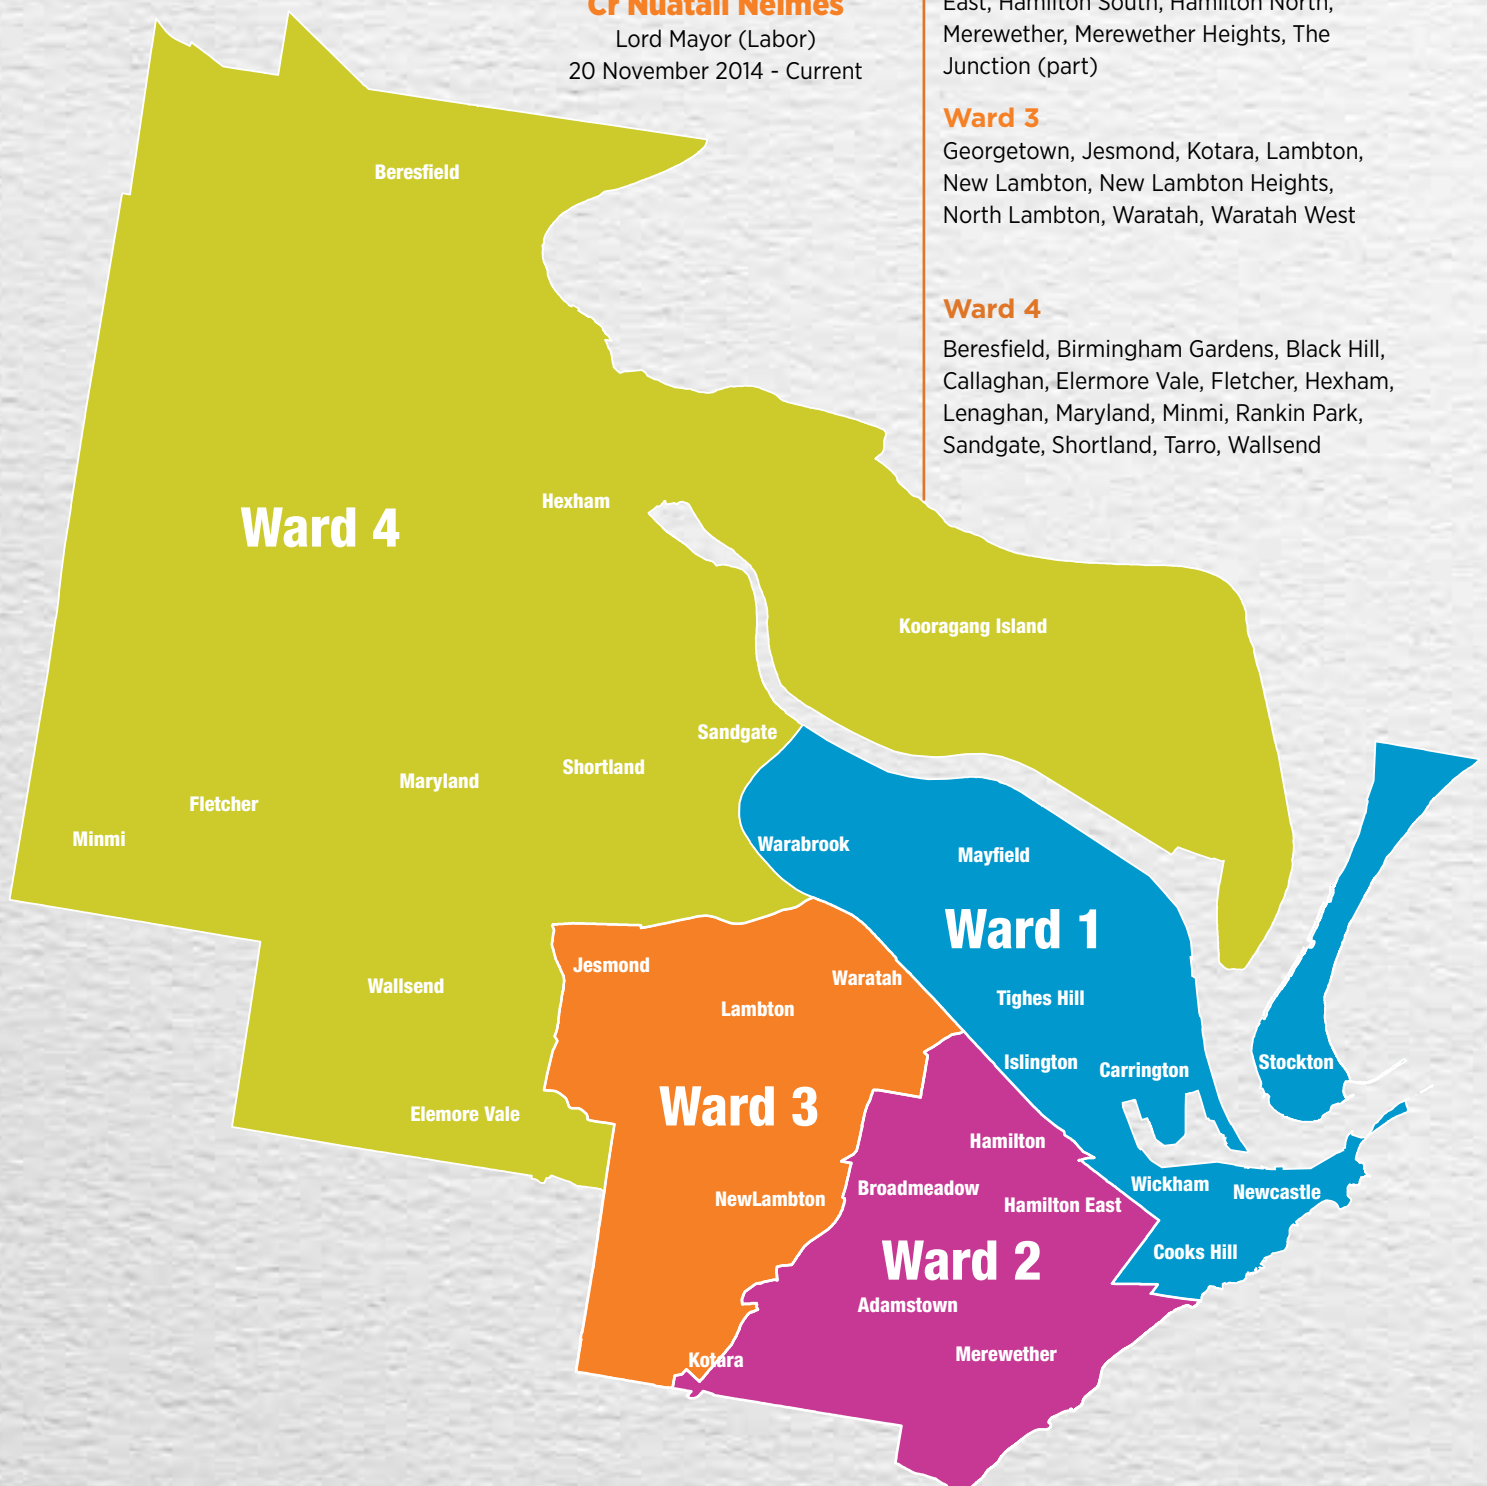 Cr Nuatali Nelmes
Lord Mayor (Labor)
20 November 2014 - Current
East, Hamilton South, Hamilton North,
Merewether, Merewether Heights, The
Junction (part)
Ward 3
Georgetown, Jesmond, Kotara, Lambton,
New Lambton, New Lambton Heights,
North Lambton, Waratah, Waratah West
Ward 4
Beresfield, Birmingham Gardens, Black Hill,
Callaghan, Elermore Vale, Fletcher, Hexham,
Lenaghan, Maryland, Minmi, Rankin Park,
Sandgate, Shortland, Tarro, Wallsend
Beresfield
Hexham
Ward 4
Kooragang Island
Sandgate
Shortland
Maryland
Fletcher
Minmi
Warabrook
Mayfield
Ward 1
Jesmond
Waratah
Wallsend
Tighes Hill
Lambton
Islington
Carrington
Stockton
Ward 3
Elemore Vale
Hamilton
Broadmeadow
Wickham
Newcastle
NewLambton
Hamilton East
Cooks Hill
Ward 2
Adamstown
Merewether
Kotara